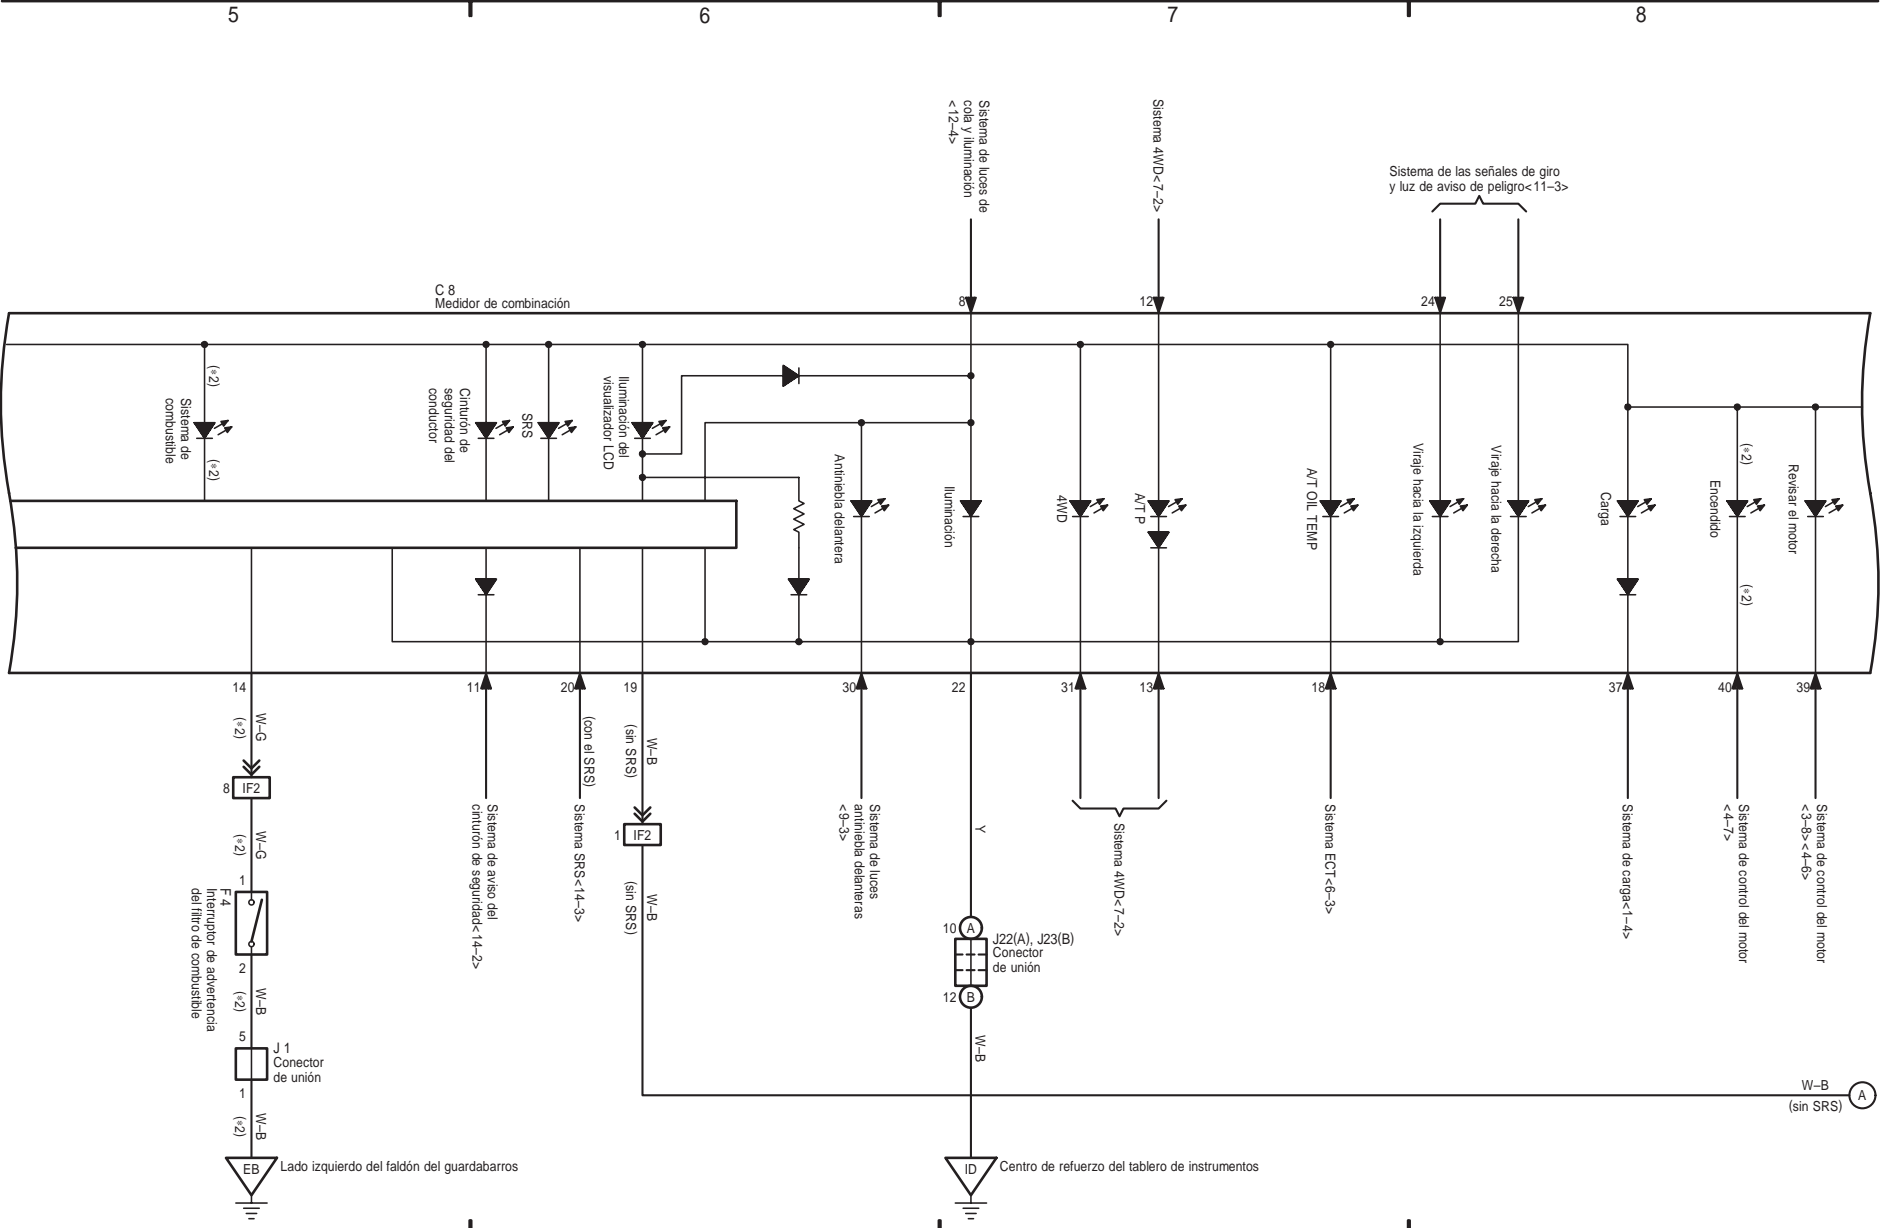 5
6
7
8
Sistema de luces de
cola y iluminación
<12–4>
Sistema 4WD<7–2>
Sistema de las señales de giro
y luz de aviso de peligro<11–3>
C 8
Medidor de combinación
8
12
24
25
(*2)
Sistema de
combustible
(*2)
Cinturón de
seguridad del
conductor
SRS
Iluminación del
visualizador LCD
Antiniebla delantera
Iluminación
4WD
A/T P
A/T OIL TEMP
Viraje hacia la izquierda
Viraje hacia la derecha
Carga
(*2)
Encendido
(*2)
Revisar el motor
14
11
20
19
30
22
31
13
18
37
40
39
W–G
(*2)
(con el SRS)
W–B
(sin SRS)
8
IF2
1
IF2
W–G
(*2)
Sistema de aviso del
cinturón de seguridad<14–2>
Sistema SRS<14–3>
W–B
(sin SRS)
Sistema de luces
antiniebla delanteras
<9–3>
Y
Sistema 4WD<7–2>
Sistema ECT<6–3>
Sistema de carga<1–4>
Sistema de control del motor
<4–7>
Sistema de control del motor
<3–8><4–6>
1
F 4
Interruptor de advertencia
del filtro de combustible
2
W–B
(*2)
10
A
J22(A), J23(B)
Conector
de unión
12
B
W–B
5
J 1
Conector
de unión
1
W–B
(*2)
W–B
(sin SRS)
A
EB
Lado izquierdo del faldón del guardabarros
ID
Centro de refuerzo del tablero de instrumentos